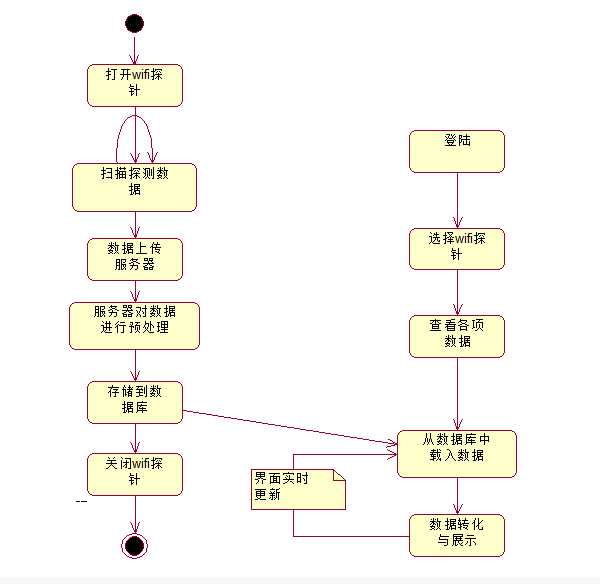 打开wifi探
针
扫描探测数
据
数据上传
服务器
服务器对数据
进行预处理
存储到数
据库
关闭wifi探
针
登陆
选择wifi探
针
查看各项
数据
从数据库中
载入数据
界面实时
更新
数据转化
与展示